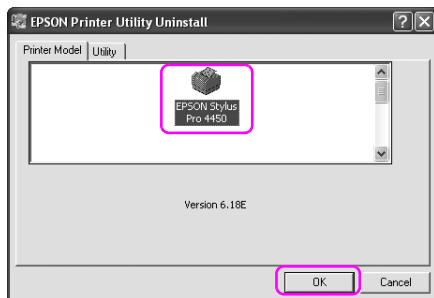 EPSON Printer Utility Uninstall
Printer Model Utility
EPSON Stylus
Pro 4450
Version 6.18E
OK Cancel